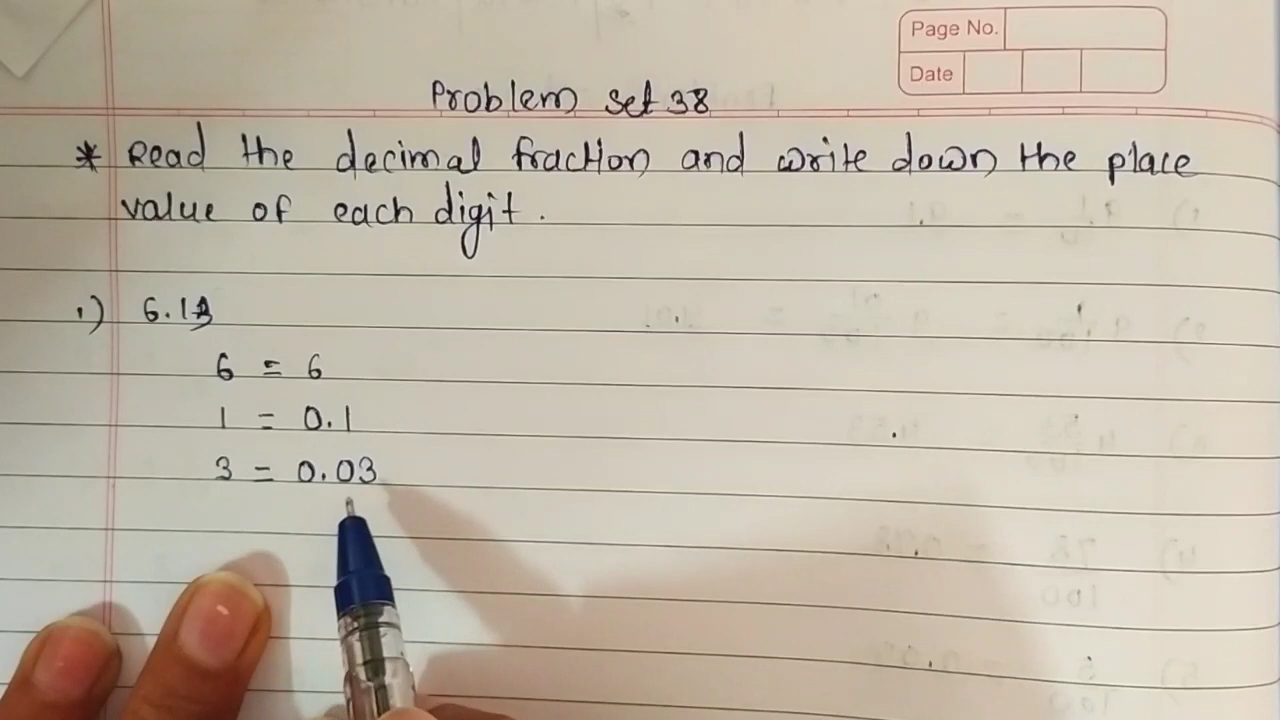 Page No.
Date
Problem set 38
* Read the decimal fraction and write down the place
value of each digit.
1) 6.13
6 = 6
1 = 0.1
3 = 0.03